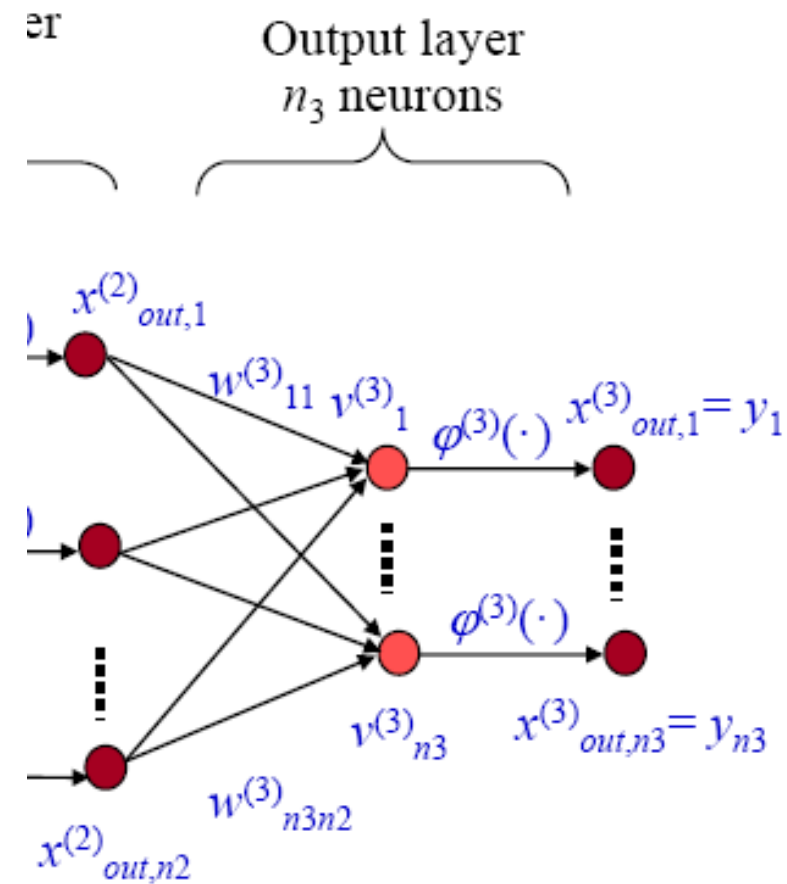 er
Output layer
n₃ neurons
x⁽²⁾out,1
)
w⁽³⁾11 v⁽³⁾1
φ⁽³⁾(·)
x⁽³⁾out,1= y₁
)
φ⁽³⁾(·)
v⁽³⁾n3
x⁽³⁾out,n3= yn3
w⁽³⁾n3n2
x⁽²⁾out,n2